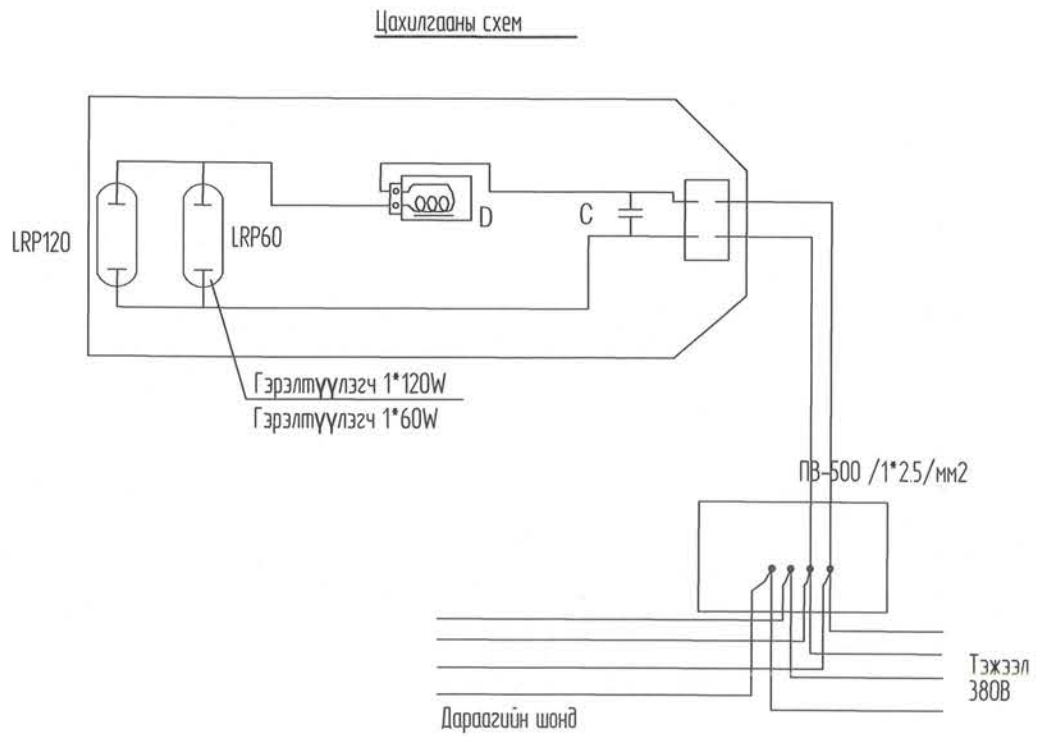 Цахилгааны схем
LRP120
LRP60
D
C
Гэрэлтүүлэгч 1*120W
Гэрэлтүүлэгч 1*60W
ПВ-500 /1*2.5/мм2
Тэжээл
380В
Дараагийн шонд